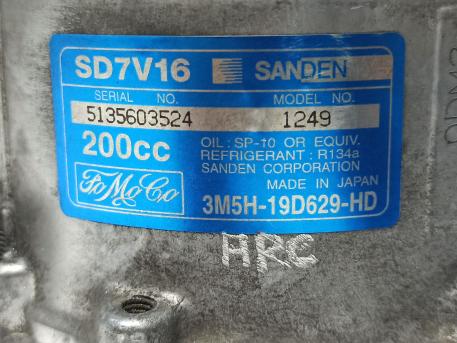 SD7V16 SANDEN
SERIAL NO. MODEL NO.
5135603524 1249
200cc OIL: SP-10 OR EQUIV.
REFRIGERANT: R134a
SANDEN CORPORATION
FoMoCo MADE IN JAPAN
3M5H-19D629-HD
ARC